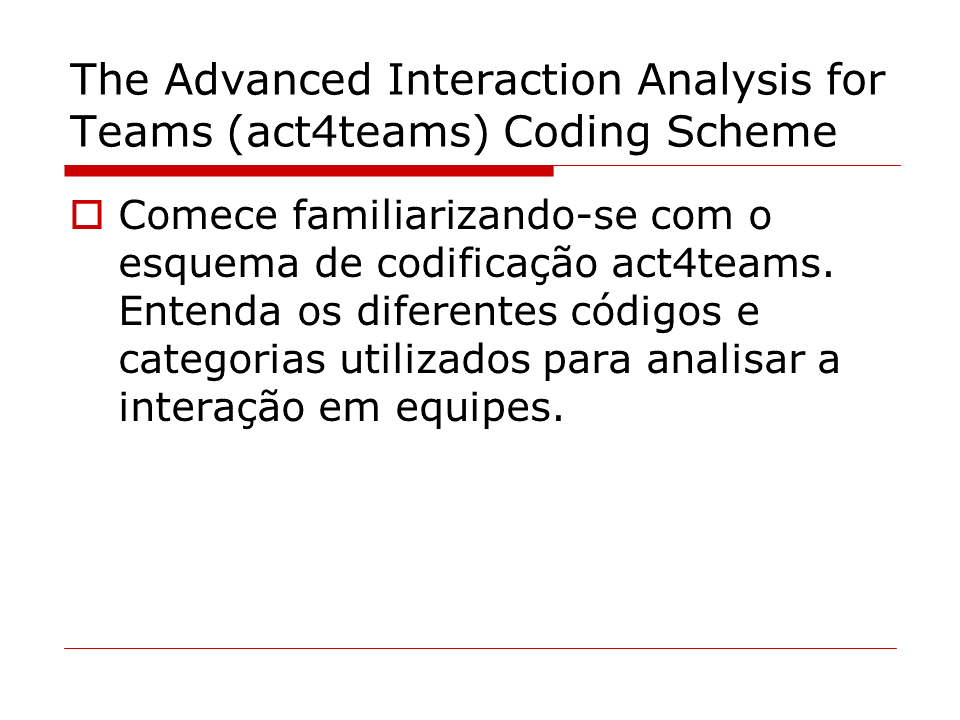 The Advanced Interaction Analysis for
Teams (act4teams) Coding Scheme
Comece familiarizando-se com o
esquema de codificação act4teams.
Entenda os diferentes códigos e
categorias utilizados para analisar a
interação em equipes.